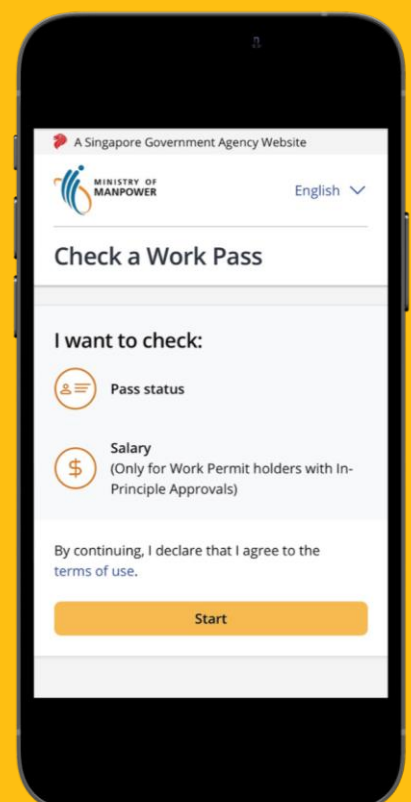 A Singapore Government Agency Website
MINISTRY OF
MANPOWER
English
Check a Work Pass
I want to check:
Pass status
$
Salary
(Only for Work Permit holders with In-
Principle Approvals)
By continuing, I declare that I agree to the
terms of use.
Start